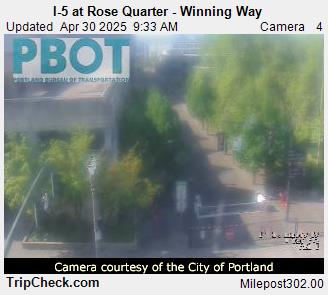 I-5 at Rose Quarter - Winning Way
Updated Apr 30 2025 9:33 AM Camera 4
PBOT
PORTLAND BUREAU OF TRANSPORTATION
Camera courtesy of the City of Portland
TripCheck.com Milepost302.00